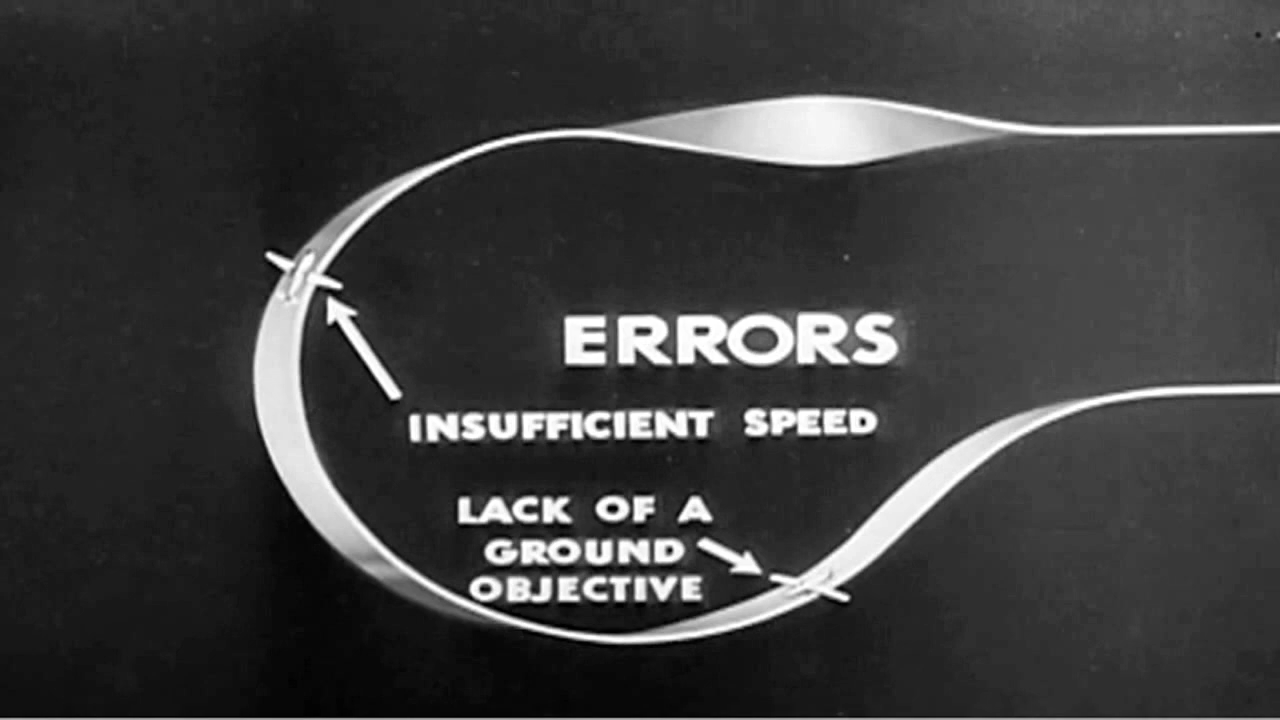 ERRORS
INSUFFICIENT SPEED
LACK OF A
GROUND
OBJECTIVE